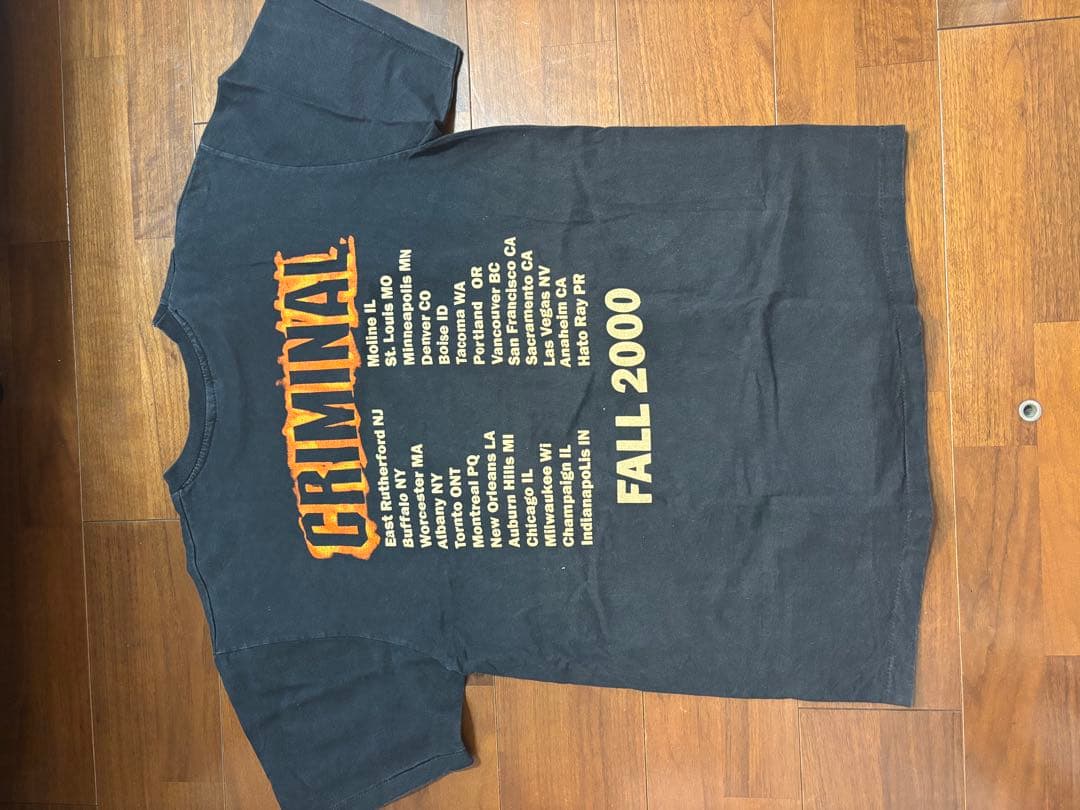 CRIMINAL
East Rutherford NJ
Buffalo NY
Worcester MA
Albany NY
Tornto ONT
Montreal PQ
New Orleans LA
Auburn Hills MI
Chicago IL
Milwaukee Wi
Champaign IL
IndianapoLis IN
Moline IL
St. Louis MO
Minneapolis MN
Denver CO
Boise ID
Tacoma WA
Portland OR
Vancouver BC
San Francisco CA
Sacramento CA
Las Vegas NV
Anaheim CA
Hato Ray PR
FALL 2000